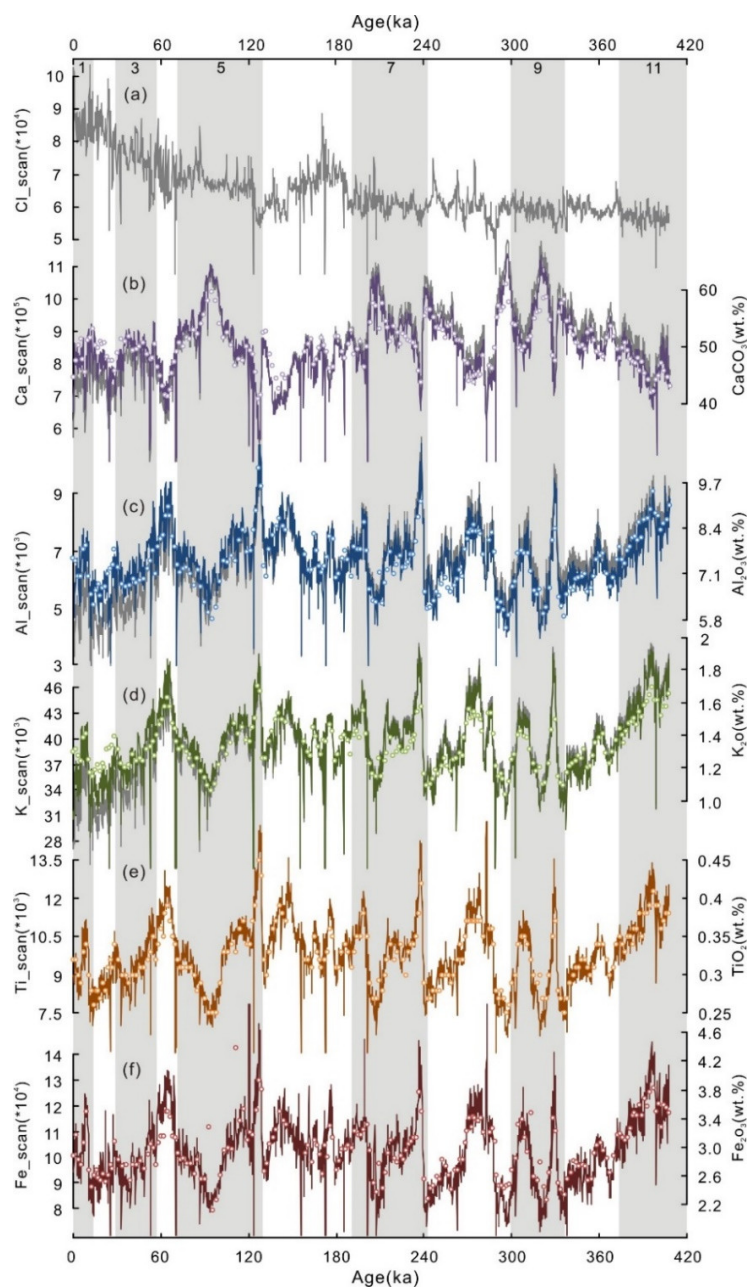 Age(ka)
0 60 120 180 240 300 360 420
1 3 5 7 9 11
(a)
Cl_scan(*10⁴)
10
9
8
7
6
5
(b)
Ca_scan(*10⁵)
11
10
9
8
7
6
CaCO₃(wt.%)
60
50
40
(c)
Al_scan(*10³)
9
7
5
3
Al₂O₃(wt.%)
9.7
8.4
7.1
5.8
(d)
K_scan(*10³)
46
43
40
37
34
31
28
K₂O(wt.%)
2
1.8
1.6
1.4
1.2
1.0
(e)
Ti_scan(*10³)
13.5
12
10.5
9
7.5
TiO₂(wt.%)
0.45
0.4
0.35
0.3
0.25
(f)
Fe_scan(*10⁴)
14
13
12
11
10
9
8
Fe₂O₃(wt.%)
4.6
4.2
3.8
3.4
3.0
2.6
2.2
0 60 120 180 240 300 360 420
Age(ka)